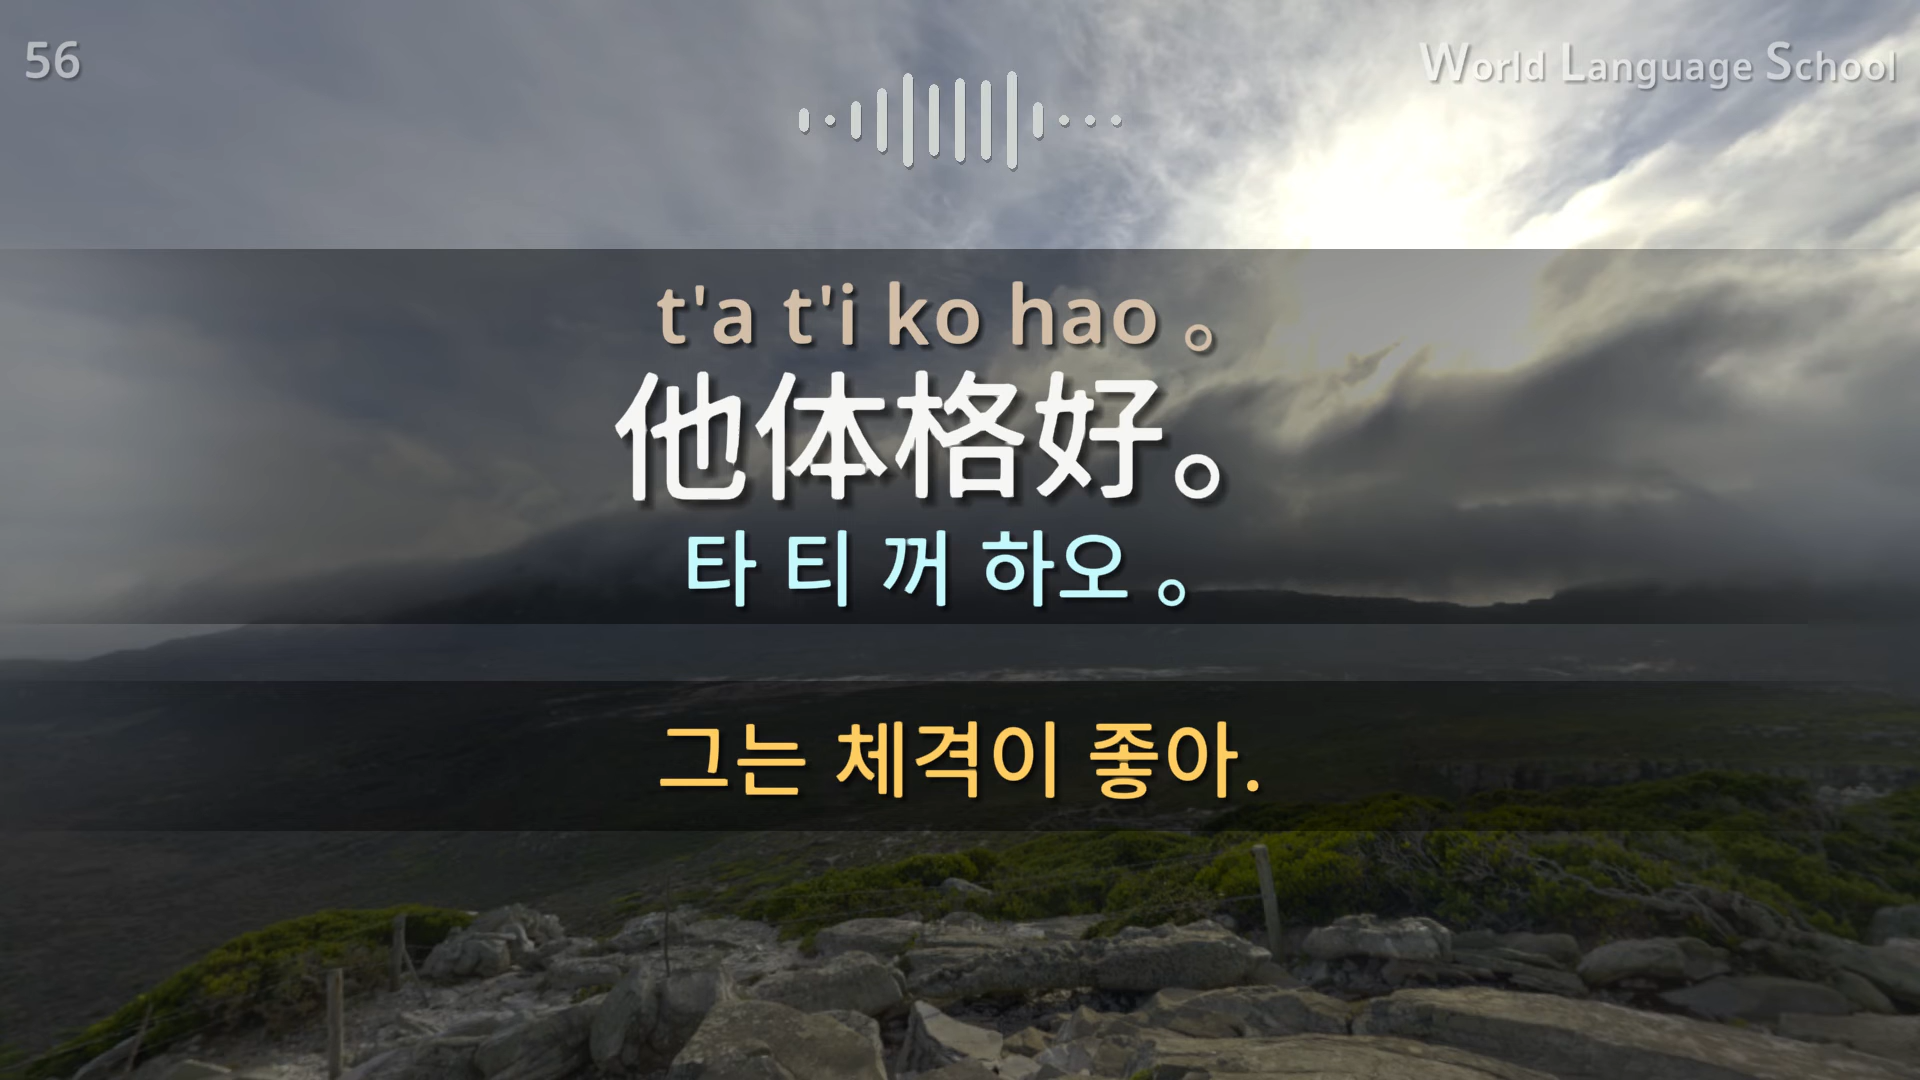 56
World Language School
t'a t'i ko hao 。
他体格好。
타 티 꺼 하오 。
그는 체격이 좋아.